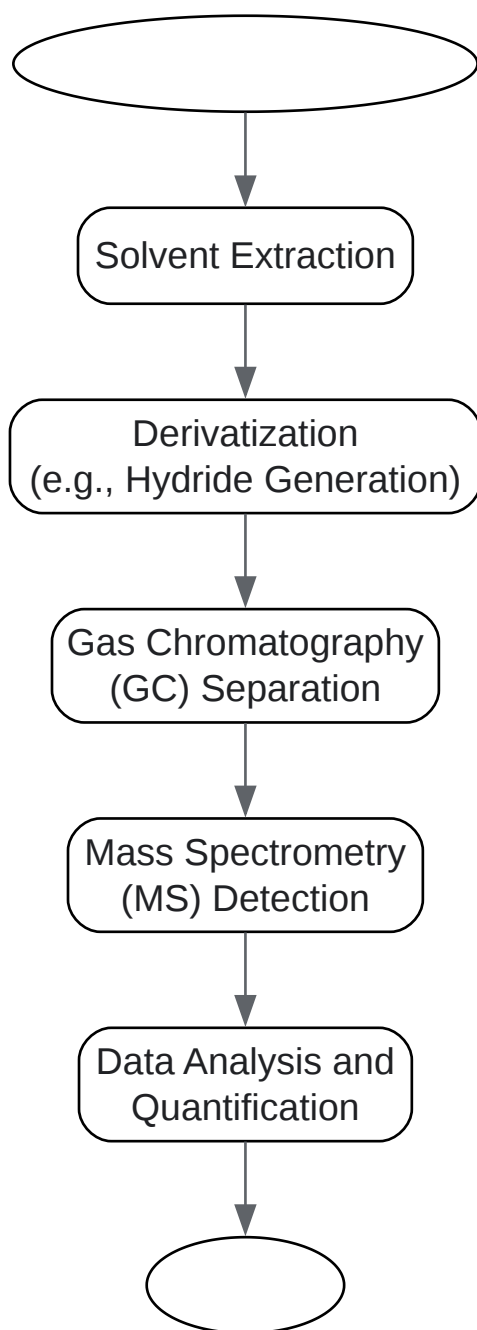 Solvent Extraction
Derivatization
(e.g., Hydride Generation)
Gas Chromatography
(GC) Separation
Mass Spectrometry
(MS) Detection
Data Analysis and
Quantification